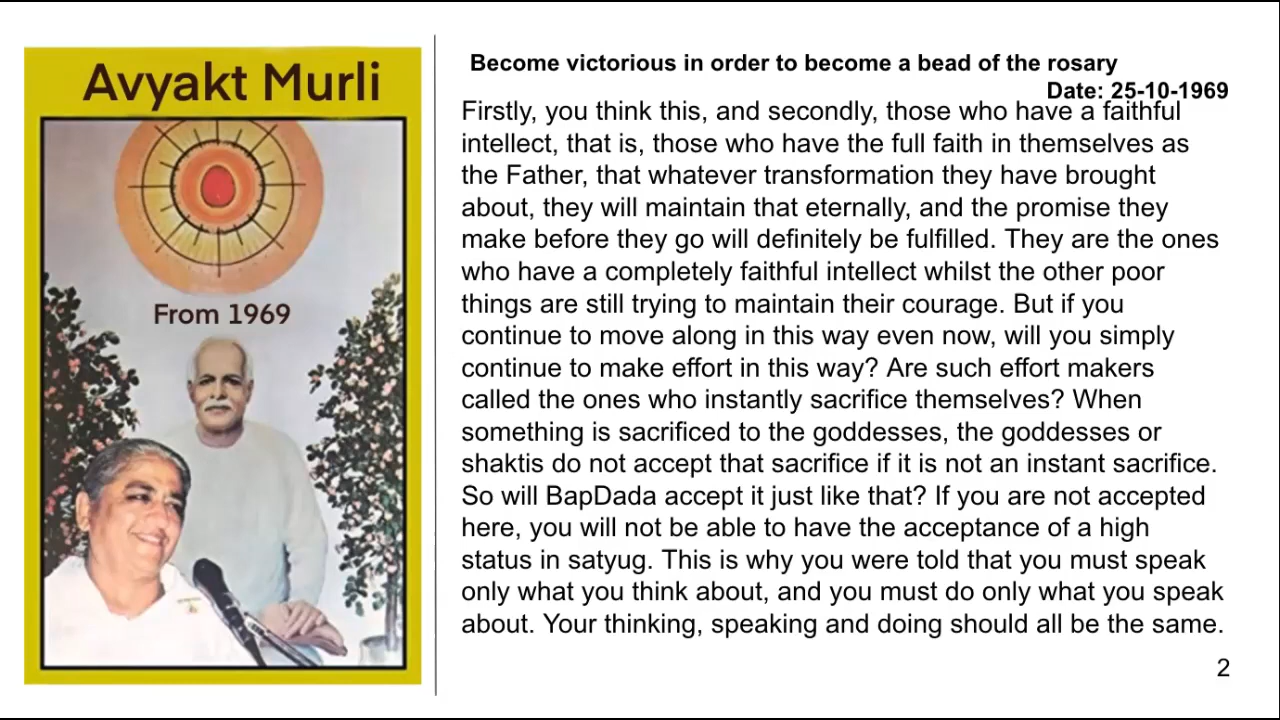 Avyakt Murli
From 1969
Become victorious in order to become a bead of the rosary
Date: 25-10-1969
Firstly, you think this, and secondly, those who have a faithful
intellect, that is, those who have the full faith in themselves as
the Father, that whatever transformation they have brought
about, they will maintain that eternally, and the promise they
make before they go will definitely be fulfilled. They are the ones
who have a completely faithful intellect whilst the other poor
things are still trying to maintain their courage. But if you
continue to move along in this way even now, will you simply
continue to make effort in this way? Are such effort makers
called the ones who instantly sacrifice themselves? When
something is sacrificed to the goddesses, the goddesses or
shaktis do not accept that sacrifice if it is not an instant sacrifice.
So will BapDada accept it just like that? If you are not accepted
here, you will not be able to have the acceptance of a high
status in satyug. This is why you were told that you must speak
only what you think about, and you must do only what you speak
about. Your thinking, speaking and doing should all be the same.
2